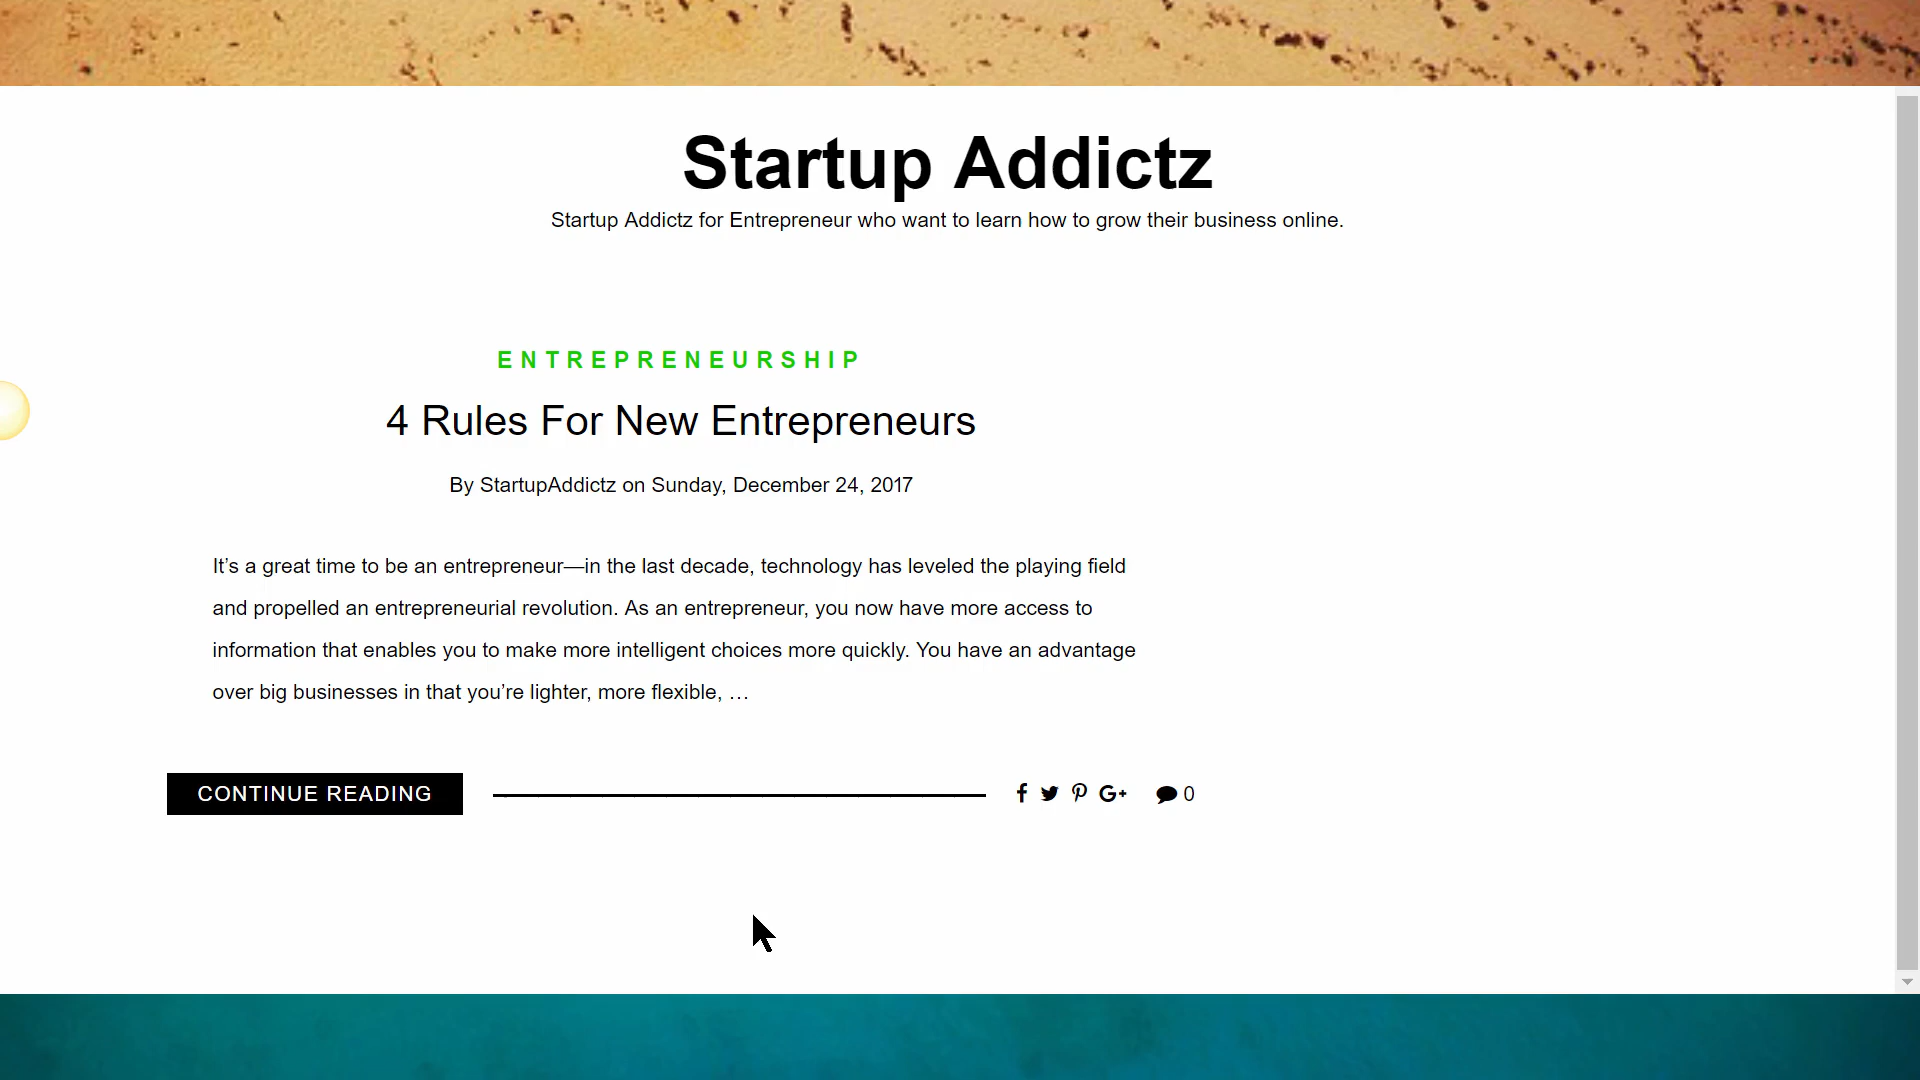 Startup Addictz
Startup Addictz for Entrepreneur who want to learn how to grow their business online.
ENTREPRENEURSHIP
4 Rules For New Entrepreneurs
By StartupAddictz on Sunday, December 24, 2017
It’s a great time to be an entrepreneur—in the last decade, technology has leveled the playing field
and propelled an entrepreneurial revolution. As an entrepreneur, you now have more access to
information that enables you to make more intelligent choices more quickly. You have an advantage
over big businesses in that you’re lighter, more flexible, …
CONTINUE READING
0